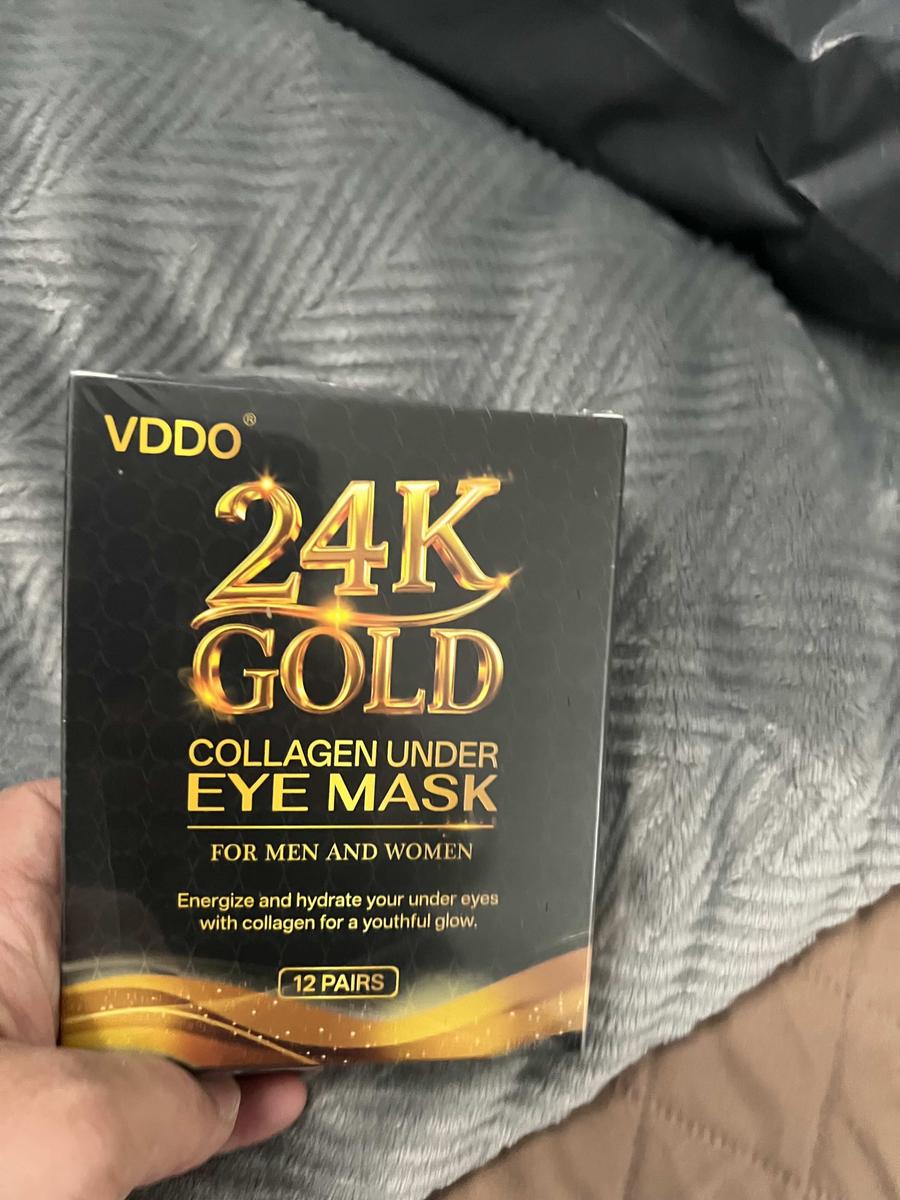 VDDO®
24K
GOLD
COLLAGEN UNDER
EYE MASK
FOR MEN AND WOMEN
Energize and hydrate your under eyes
with collagen for a youthful glow.
12 PAIRS